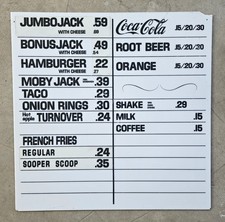 JUMBOJACK .59
WITH CHEESE
BONUSJACK .49
WITH CHEESE .54
HAMBURGER .22
WITH CHEESE .27
MOBY JACK .39
TACO .29
ONION RINGS .30
Hot apple TURNOVER .24
FRENCH FRIES
REGULAR .24
SOOPER SCOOP .35
Coca-Cola .15/20/30
ROOT BEER .15/20/30
ORANGE .15/20/30
SHAKE .29
MILK .15
COFFEE .15